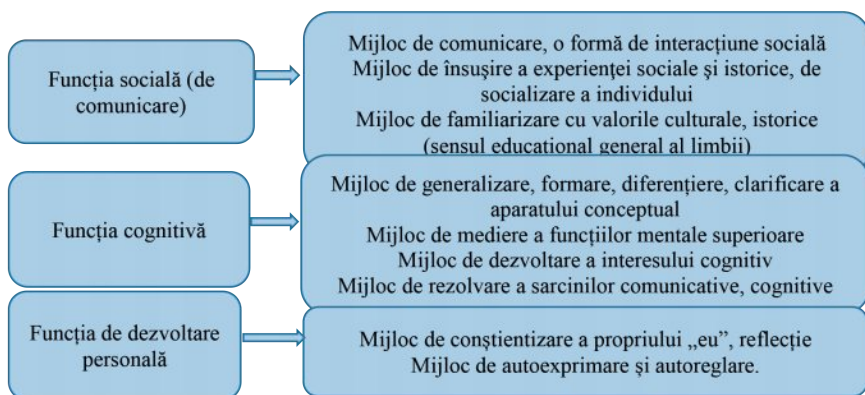 Funcția socială (de
comunicare)
Mijloc de comunicare, o formă de interacțiune socială
Mijloc de însușire a experienței sociale și istorice, de
socializare a individului
Mijloc de familiarizare cu valorile culturale, istorice
(sensul educational general al limbii)
Funcția cognitivă
Mijloc de generalizare, formare, diferențiere, clarificare a
aparatului conceptual
Mijloc de mediere a funcțiilor mentale superioare
Mijloc de dezvoltare a interesului cognitiv
Mijloc de rezolvare a sarcinilor comunicative, cognitive
Funcția de dezvoltare
personală
Mijloc de conștientizare a propriului „eu”, reflecție
Mijloc de autoexprimare și autoreglare.